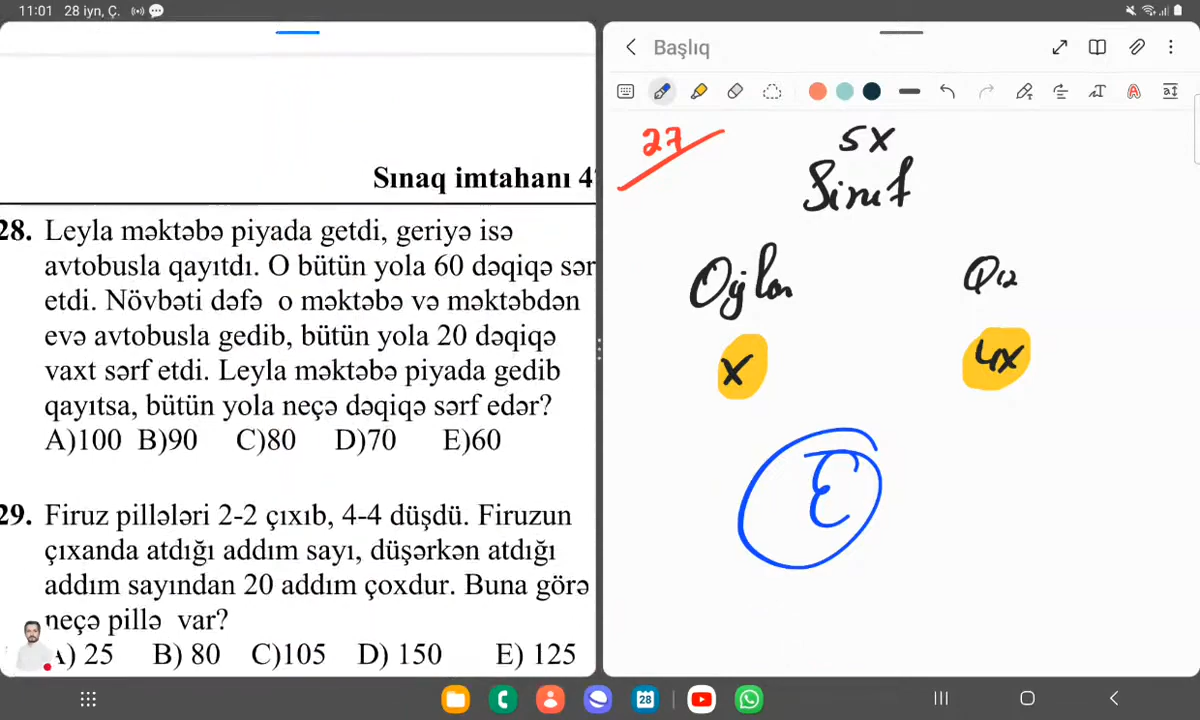 11:01 28 iyn, Ç.
Sınaq imtahanı 4
28. Leyla məktəbə piyada getdi, geriyə isə
avtobusla qayıtdı. O bütün yola 60 dəqiqə sər
etdi. Növbəti dəfə o məktəbə və məktəbdən
evə avtobusla gedib, bütün yola 20 dəqiqə
vaxt sərf etdi. Leyla məktəbə piyada gedib
qayıtsa, bütün yola neçə dəqiqə sərf edər?
A)100 B)90 C)80 D)70 E)60
29. Firuz pillələri 2-2 çıxıb, 4-4 düşdü. Firuzun
çıxanda atdığı addım sayı, düşərkən atdığı
addım sayından 20 addım çoxdur. Buna görə
neçə pillə var?
A) 25 B) 80 C)105 D) 150 E) 125
Başlıq
27
5X
Sinif
Oğlan Qız
X 4X
E
28